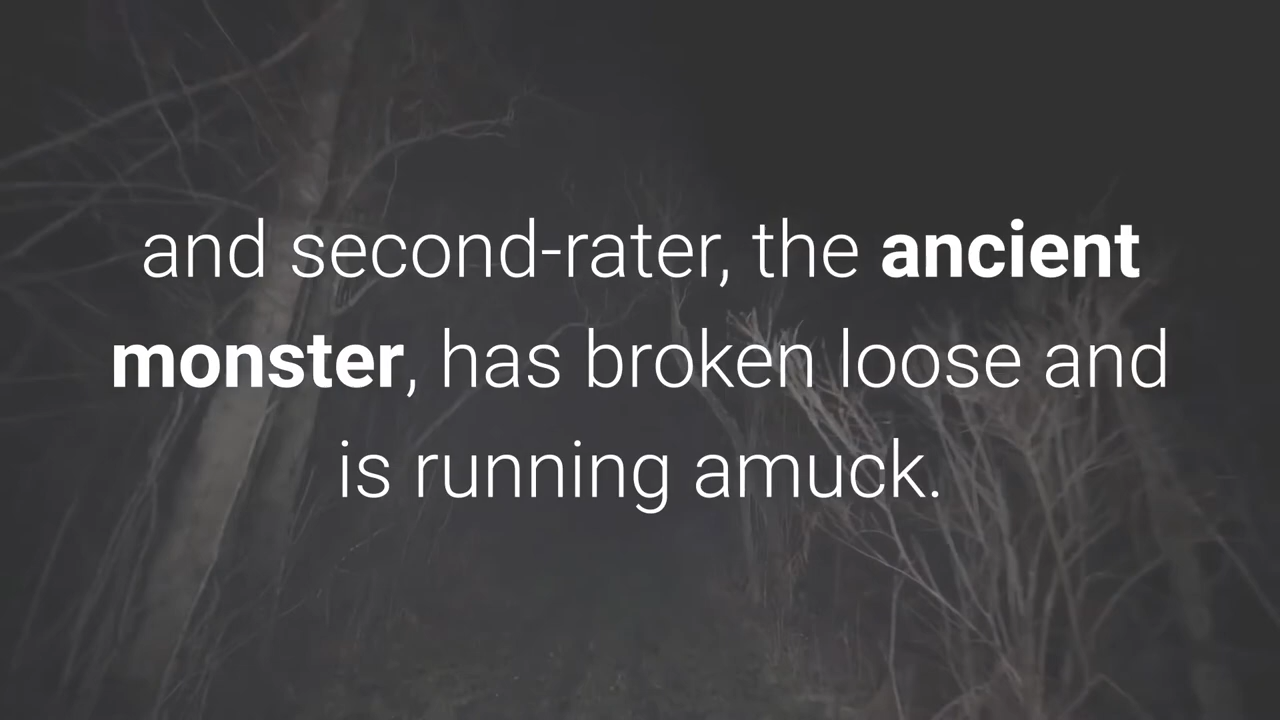 and second-rater, the ancient
monster, has broken loose and
is running amuck.